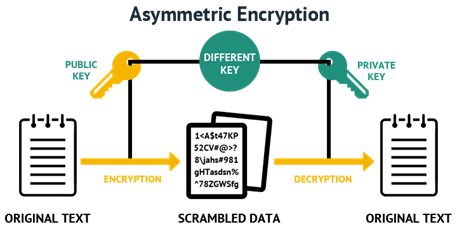 Asymmetric Encryption
PUBLIC
KEY
DIFFERENT
KEY
PRIVATE
KEY
1<A$t47KP
52CV#@>?
8\jahs#981
gHTasdsn%
^78ZGWSfg
ENCRYPTION
DECRYPTION
ORIGINAL TEXT
SCRAMBLED DATA
ORIGINAL TEXT